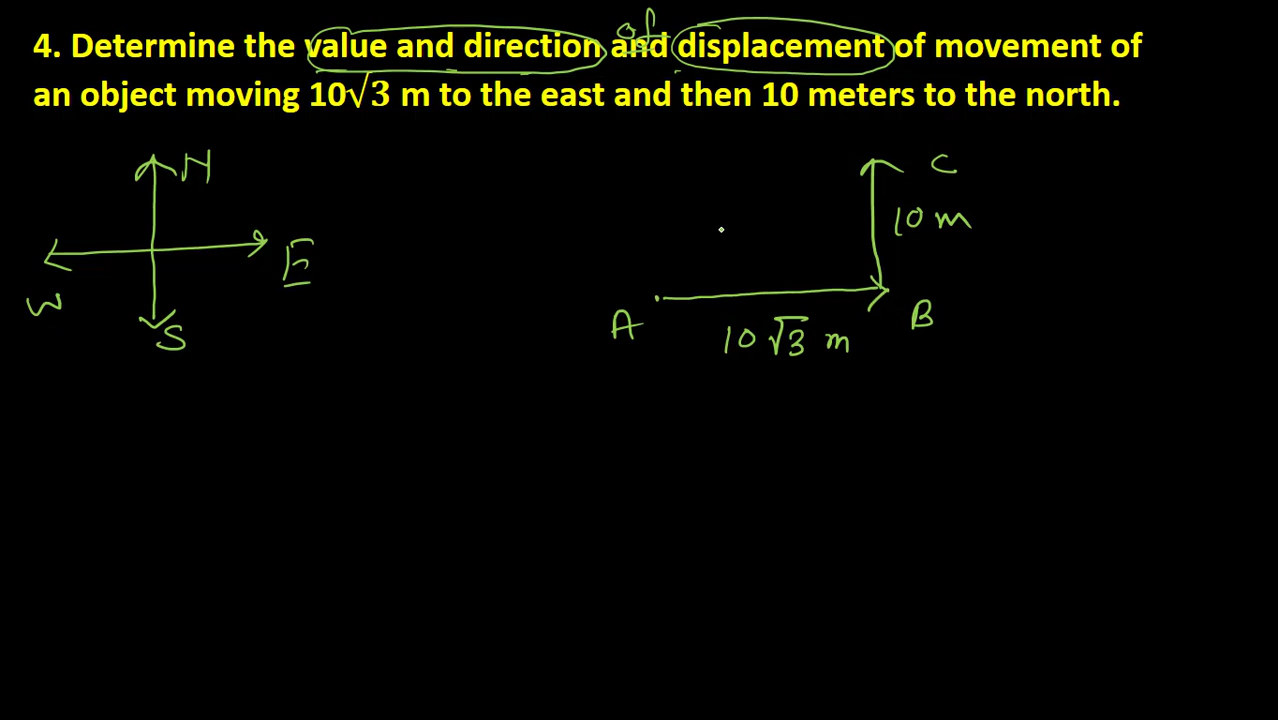 4. Determine the value and direction and of displacement of movement of
an object moving 10√3 m to the east and then 10 meters to the north.
N
W
E
S
C
10 m
A
B
10 √3 m